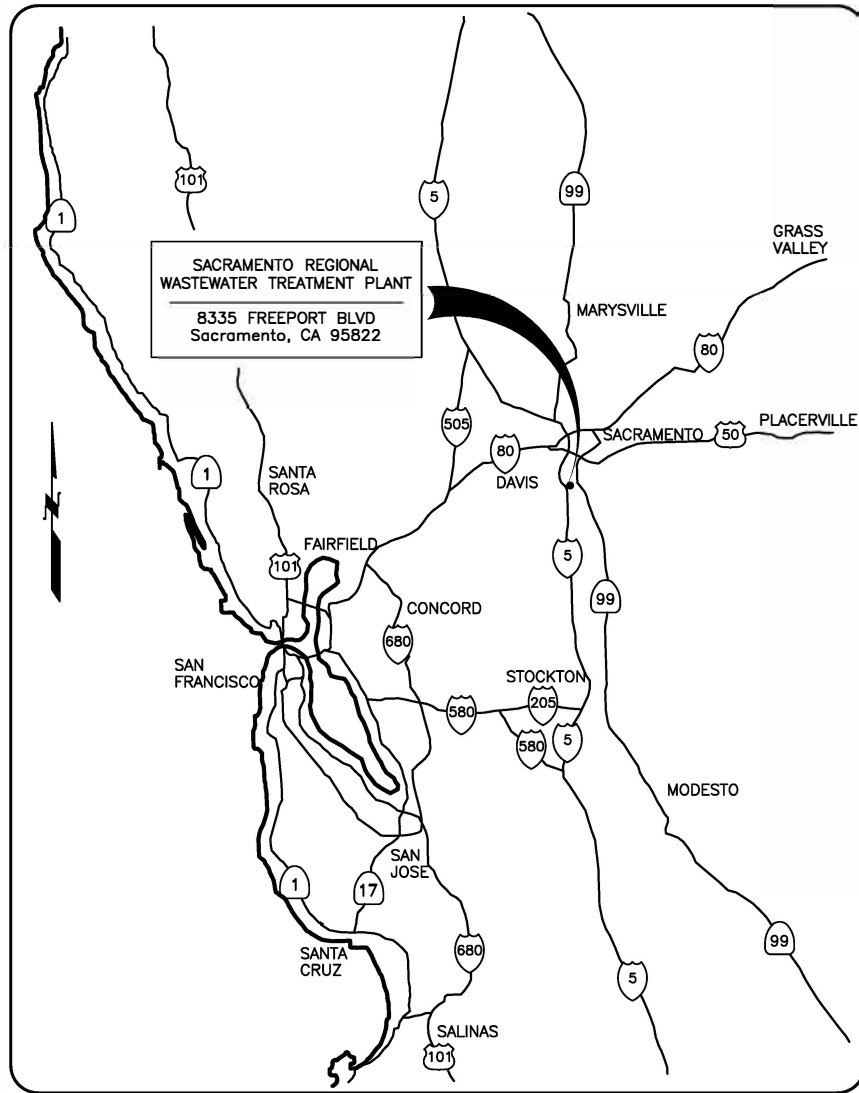 101
1
5
99
GRASS
VALLEY
SACRAMENTO REGIONAL
WASTEWATER TREATMENT PLANT
8335 FREEPORT BLVD
Sacramento, CA 95822
MARYSVILLE
80
505
PLACERVILLE
50
SACRAMENTO
80
DAVIS
1
SANTA
ROSA
FAIRFIELD
101
5
99
CONCORD
680
SAN
FRANCISCO
STOCKTON
205
580
580
5
MODESTO
SAN
JOSE
1
17
99
SANTA
CRUZ
680
5
SALINAS
101